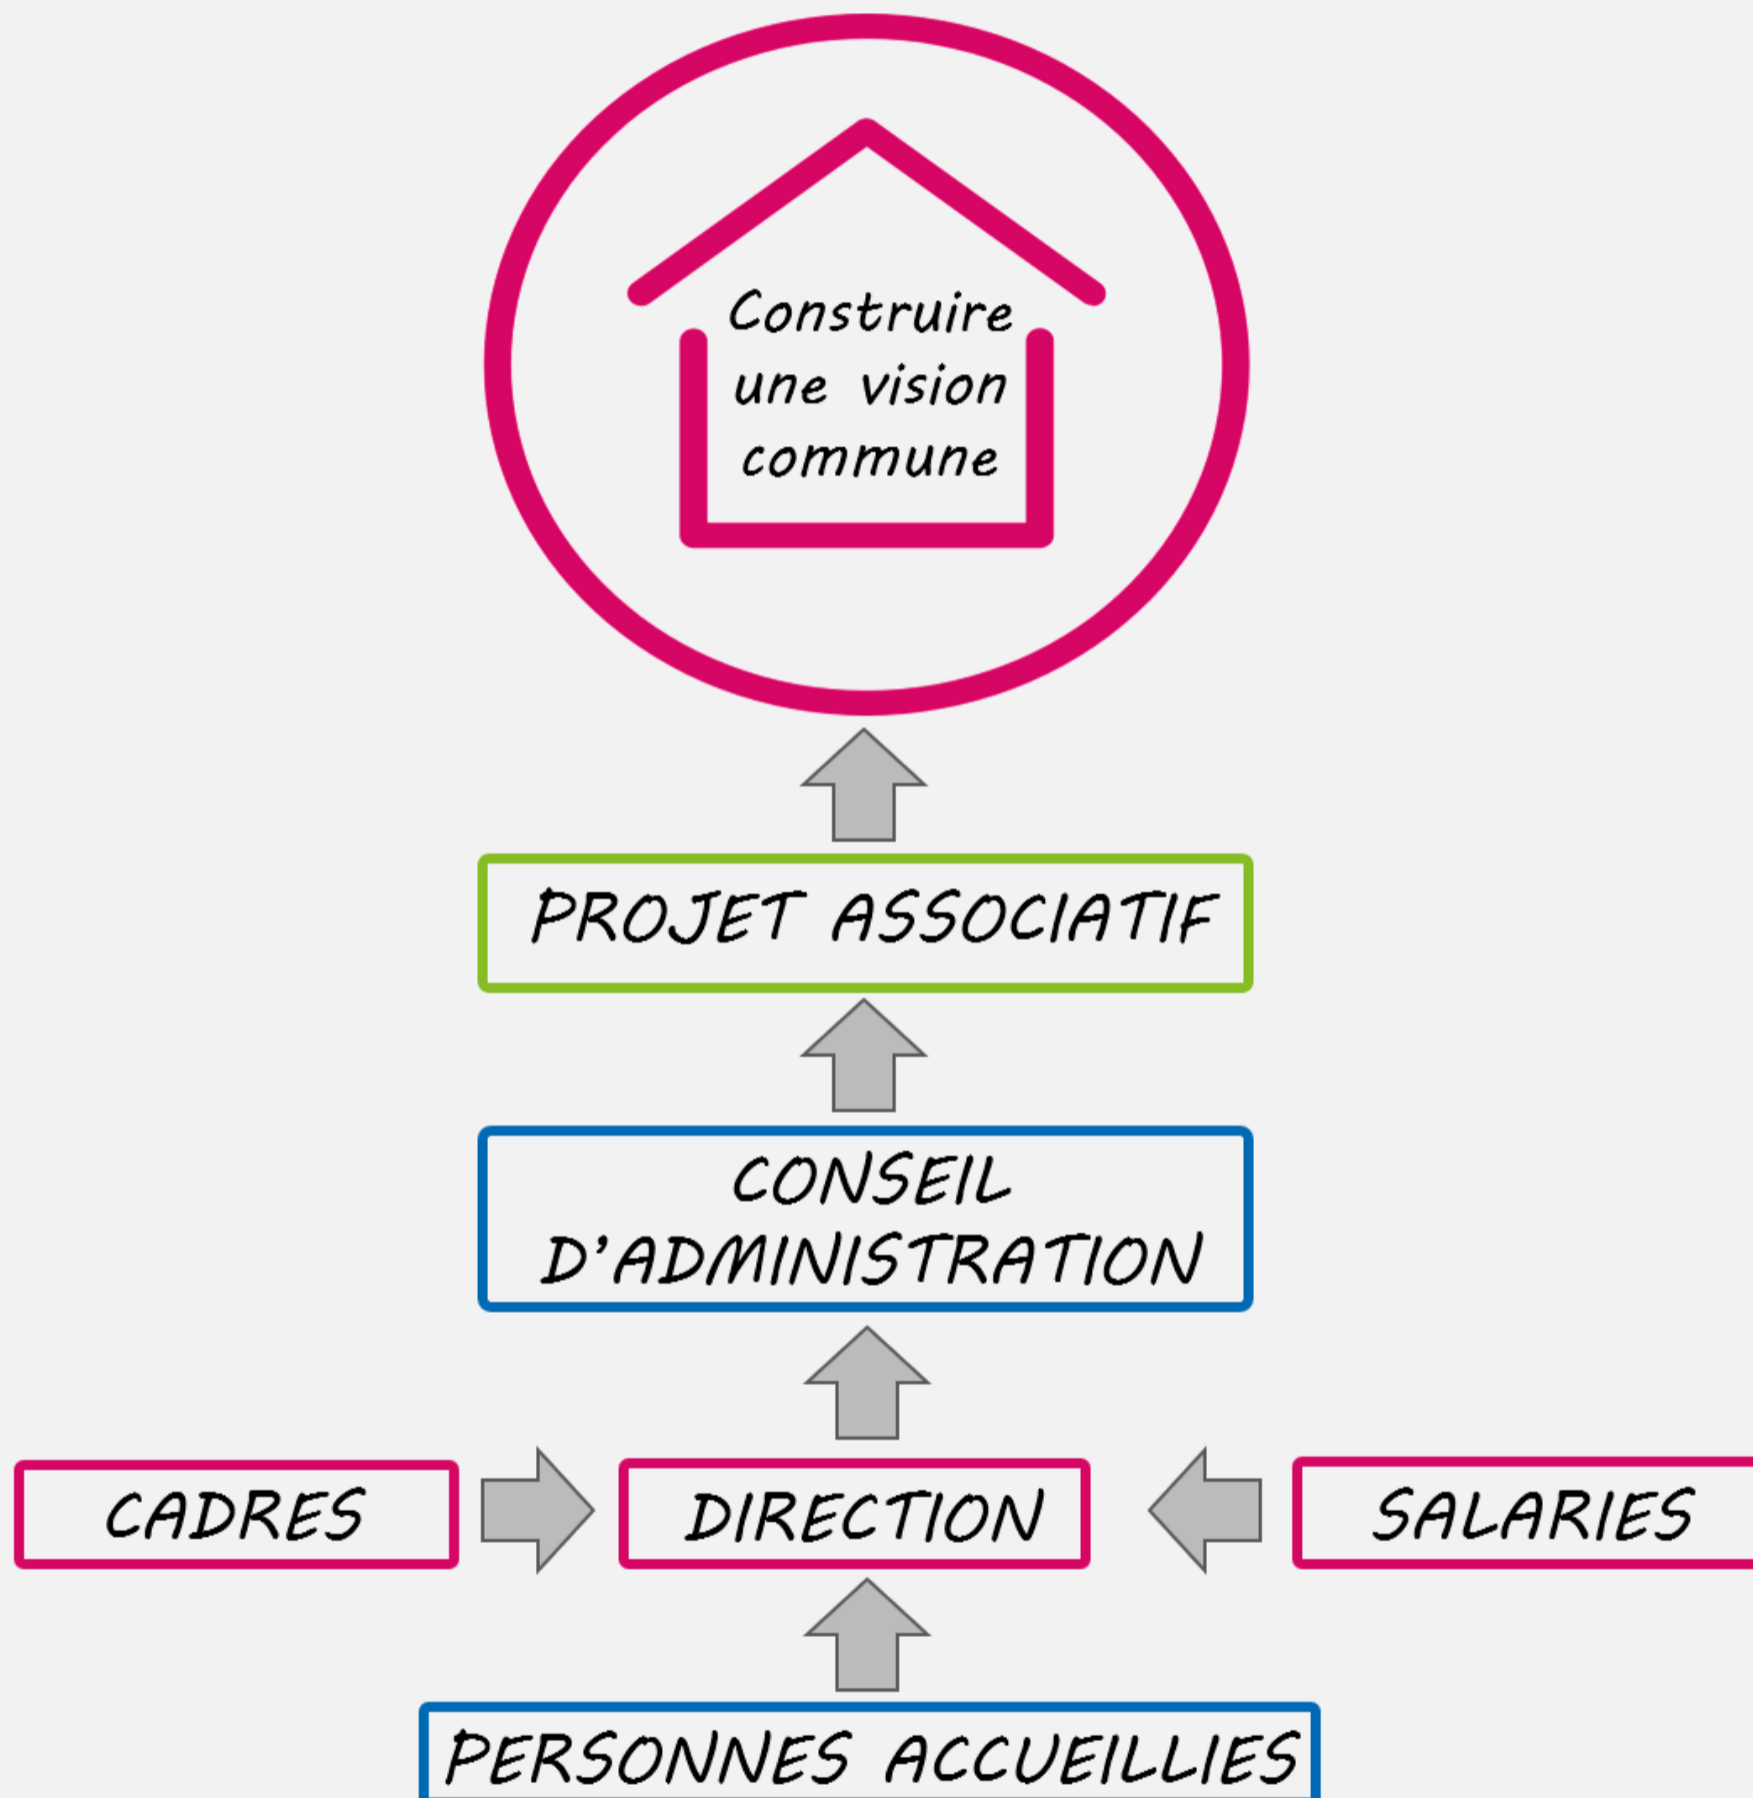 Construire
une vision
commune
PROJET ASSOCIATIF
CONSEIL
D'ADMINISTRATION
CADRES
DIRECTION
SALARIES
PERSONNES ACCUEILLIES